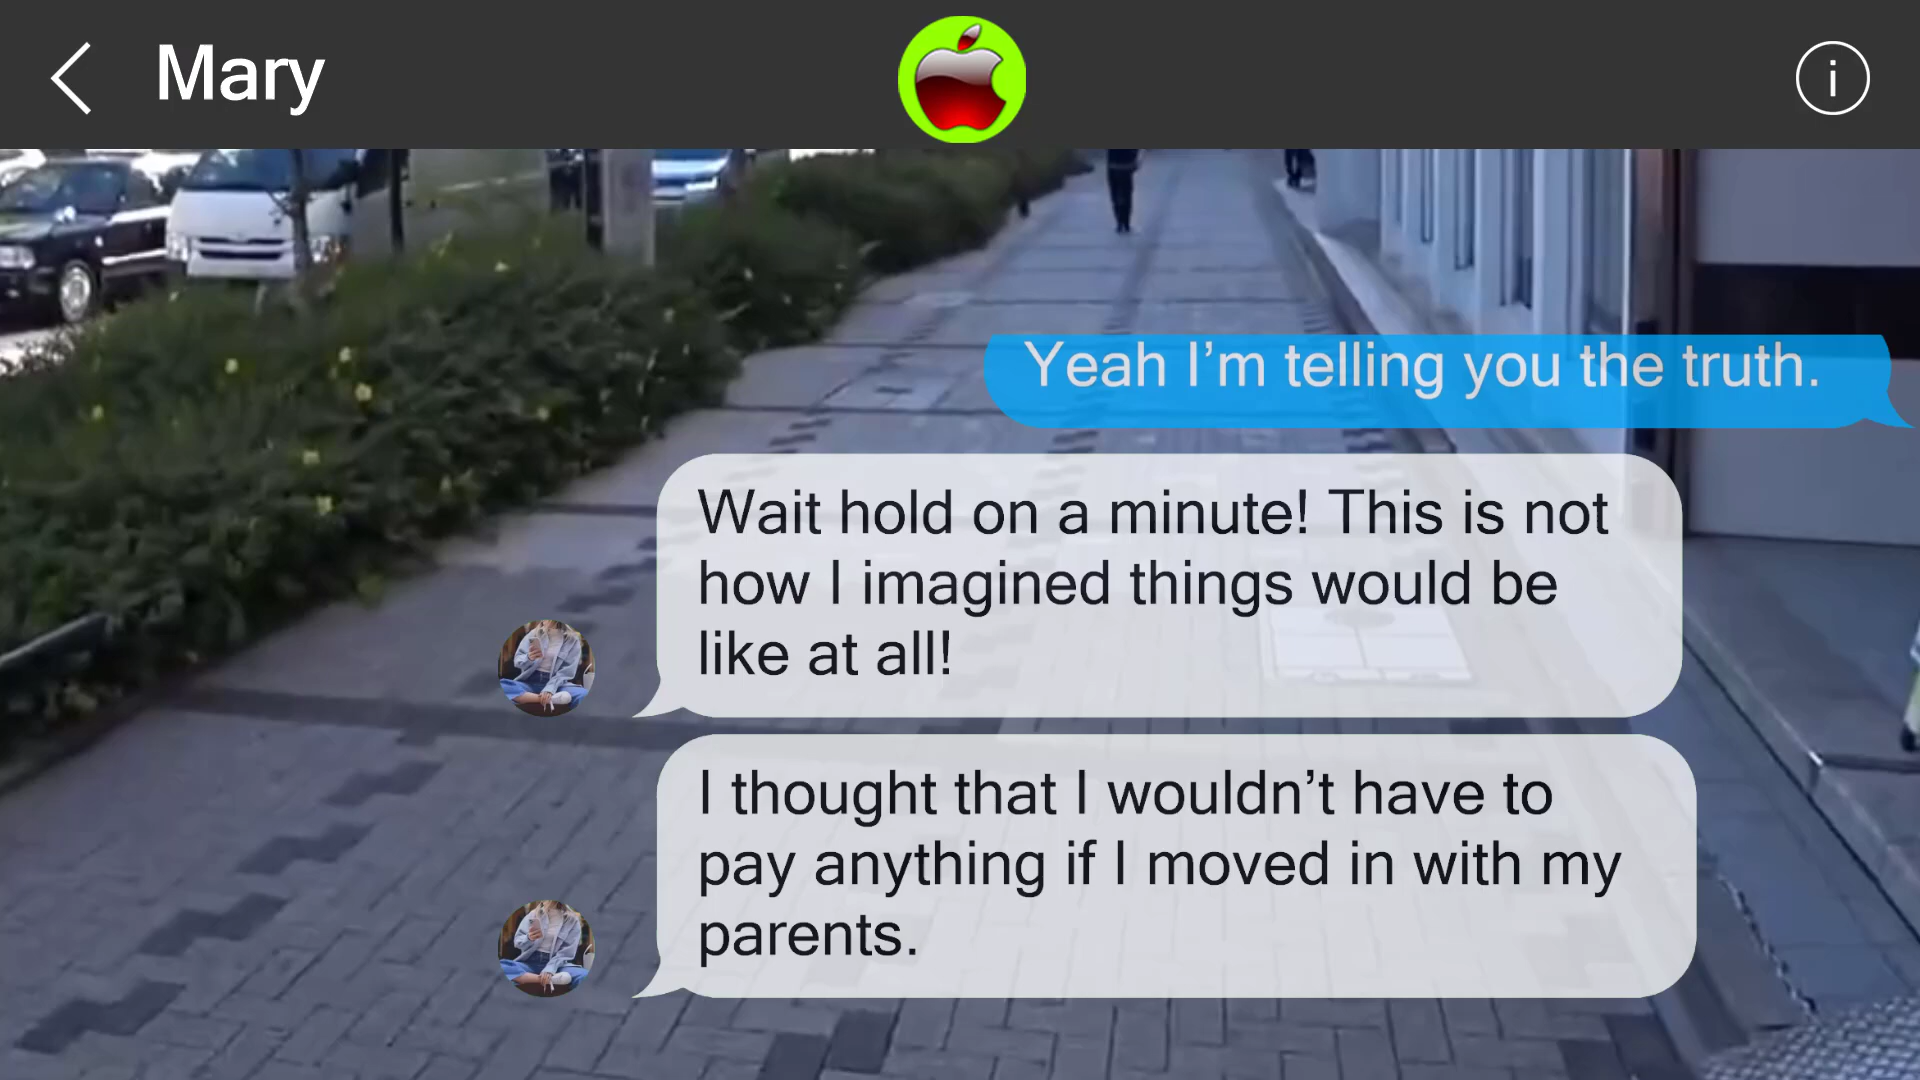 Mary
Yeah I’m telling you the truth.
Wait hold on a minute! This is not
how I imagined things would be
like at all!
I thought that I wouldn’t have to
pay anything if I moved in with my
parents.